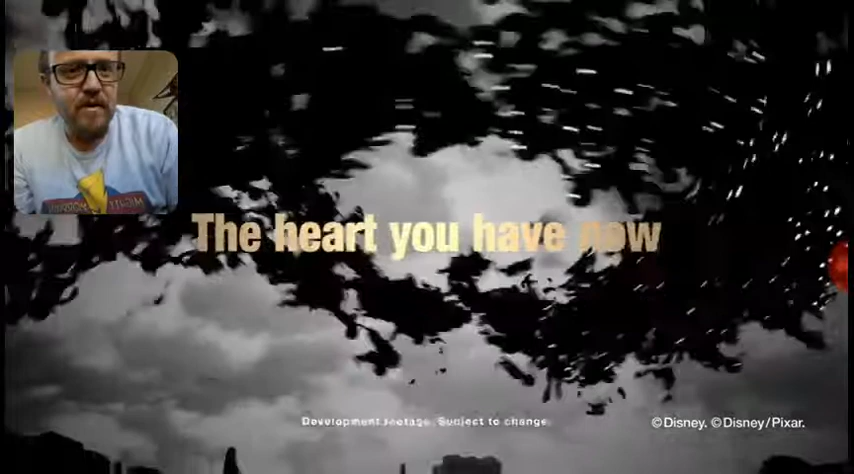 The heart you have now
Development footage. Subject to change.
©Disney. ©Disney/Pixar.